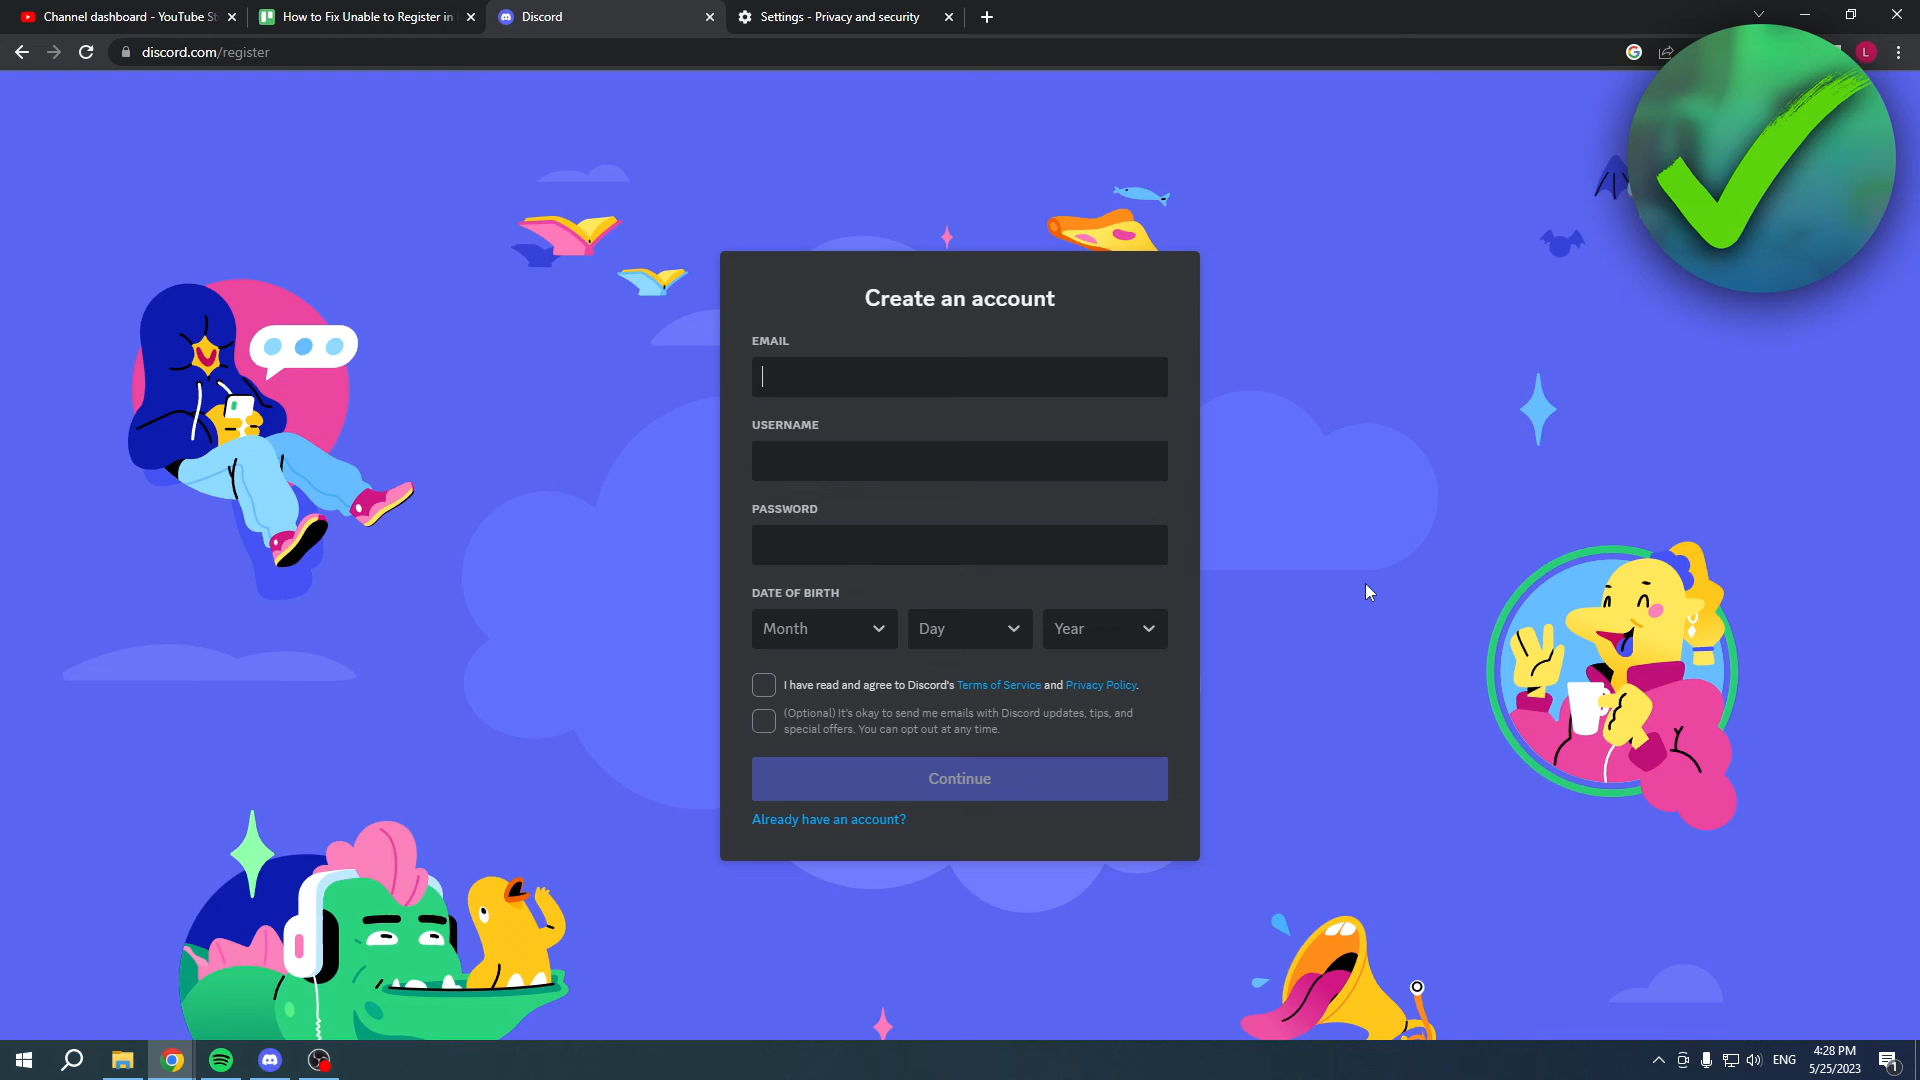 Channel dashboard - YouTube St
How to Fix Unable to Register in
Discord
Settings - Privacy and security
discord.com/register
L
Create an account
EMAIL
USERNAME
PASSWORD
DATE OF BIRTH
Month
Day
Year
I have read and agree to Discord's Terms of Service and Privacy Policy.
(Optional) It's okay to send me emails with Discord updates, tips, and
special offers. You can opt out at any time.
Continue
Already have an account?
ENG
4:28 PM
5/25/2023
1